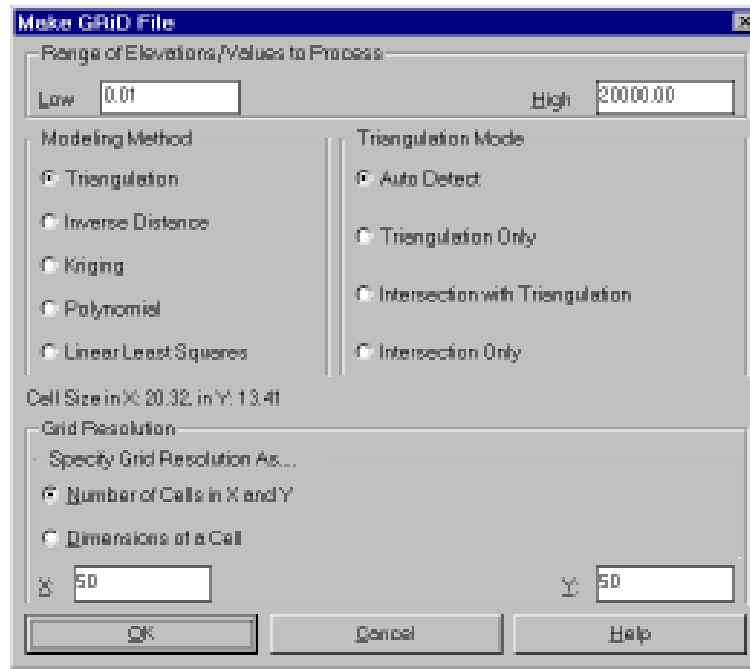 Make GRiD File
Range of Elevations/Values to Process
Low 0.01 High 20000.00
Modeling Method
Triangulation
Inverse Distance
Kriging
Polynomial
Linear Least Squares
Triangulation Mode
Auto Detect
Triangulation Only
Intersection with Triangulation
Intersection Only
Cell Size in X: 20.32, in Y: 13.41
Grid Resolution
Specify Grid Resolution As...
Number of Cells in X and Y
Dimensions of a Cell
X: 50 Y: 50
OK Cancel Help